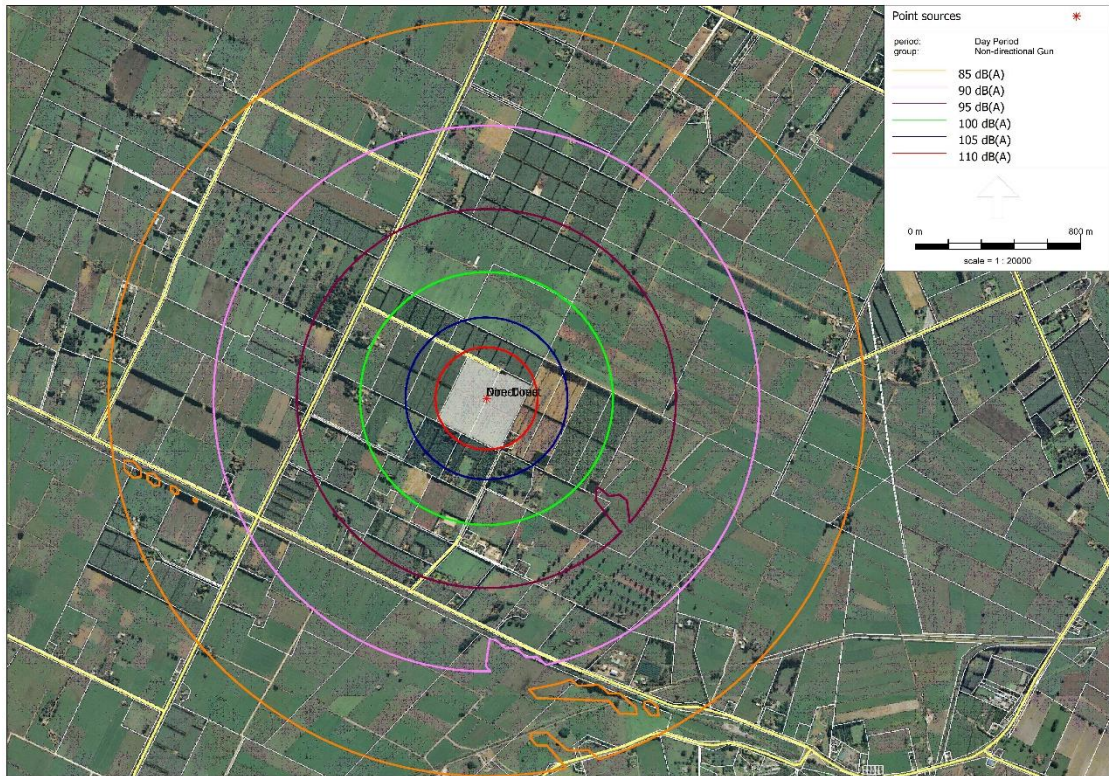 Point sources
period: Day Period
group: Non-directional Gun
85 dB(A)
90 dB(A)
95 dB(A)
100 dB(A)
105 dB(A)
110 dB(A)
0 m 800 m
scale = 1 : 20000